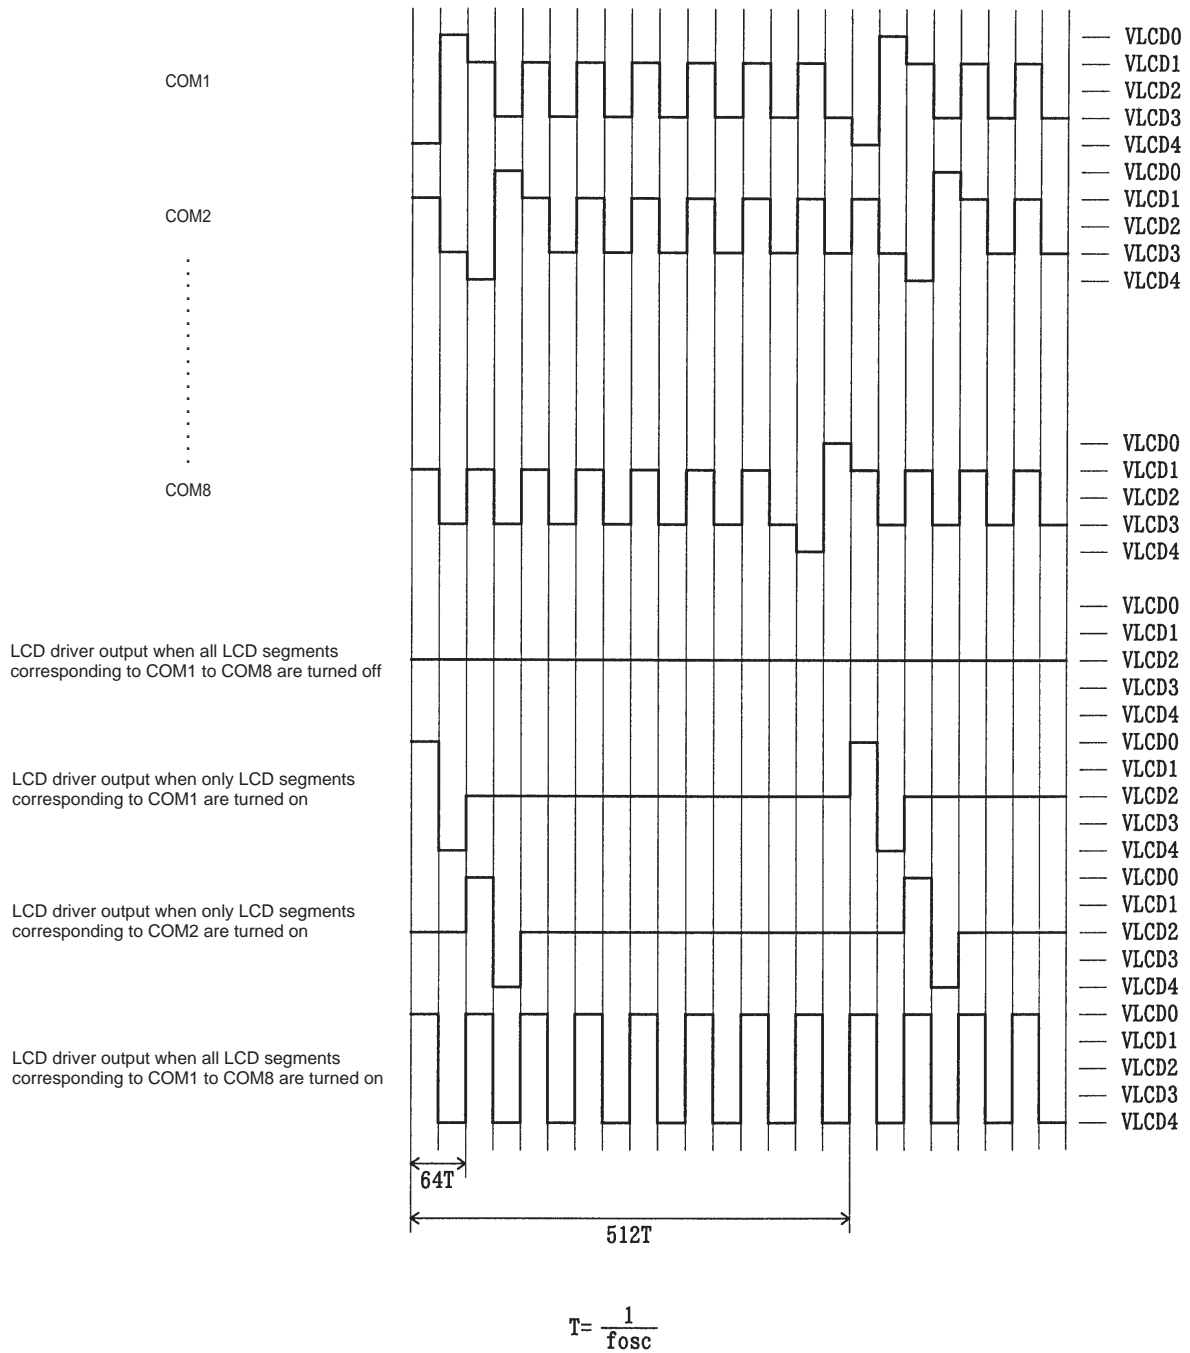 VLCD0
COM1
VLCD1
VLCD2
VLCD3
VLCD4
VLCD0
VLCD1
COM2
VLCD2
VLCD3
VLCD4
VLCD0
VLCD1
COM8
VLCD2
VLCD3
VLCD4
VLCD0
VLCD1
LCD driver output when all LCD segments
corresponding to COM1 to COM8 are turned off
VLCD2
VLCD3
VLCD4
VLCD0
VLCD1
LCD driver output when only LCD segments
corresponding to COM1 are turned on
VLCD2
VLCD3
VLCD4
VLCD0
VLCD1
LCD driver output when only LCD segments
corresponding to COM2 are turned on
VLCD2
VLCD3
VLCD4
VLCD0
VLCD1
LCD driver output when all LCD segments
corresponding to COM1 to COM8 are turned on
VLCD2
VLCD3
VLCD4
64T
512T
T= 1
fosc